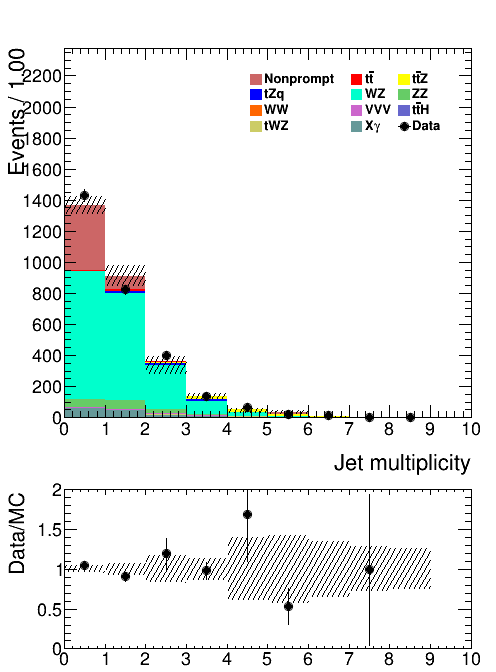 Events / 1.00
2200
2000
1800
1600
1400
1200
1000
800
600
400
200
0
Nonprompt tt̄ tt̄Z
tZq WZ ZZ
WW VVV tt̄H
tWZ Xγ Data
0 1 2 3 4 5 6 7 8 9 10
Jet multiplicity
Data/MC
2
1.5
1
0.5
0
0 1 2 3 4 5 6 7 8 9 10